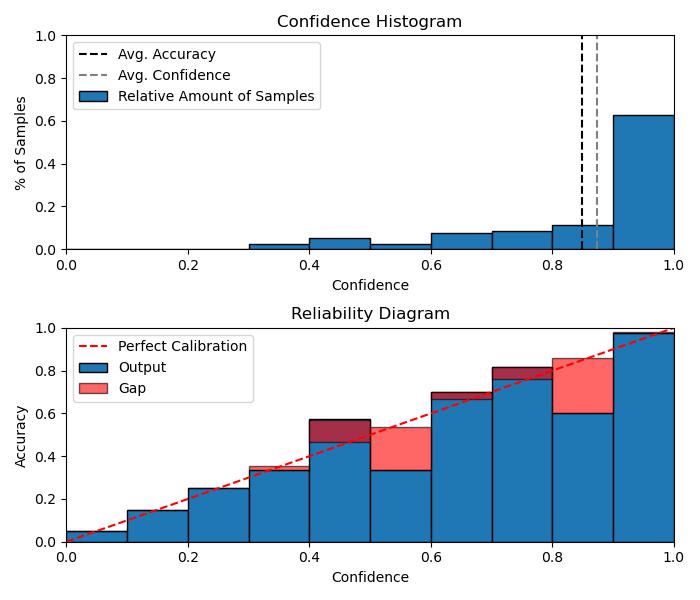 Confidence Histogram
1.0
0.8
0.6
0.4
0.2
0.0
% of Samples
Avg. Accuracy
Avg. Confidence
Relative Amount of Samples
0.0 0.2 0.4 0.6 0.8 1.0
Confidence
Reliability Diagram
1.0
0.8
0.6
0.4
0.2
0.0
Accuracy
Perfect Calibration
Output
Gap
0.0 0.2 0.4 0.6 0.8 1.0
Confidence